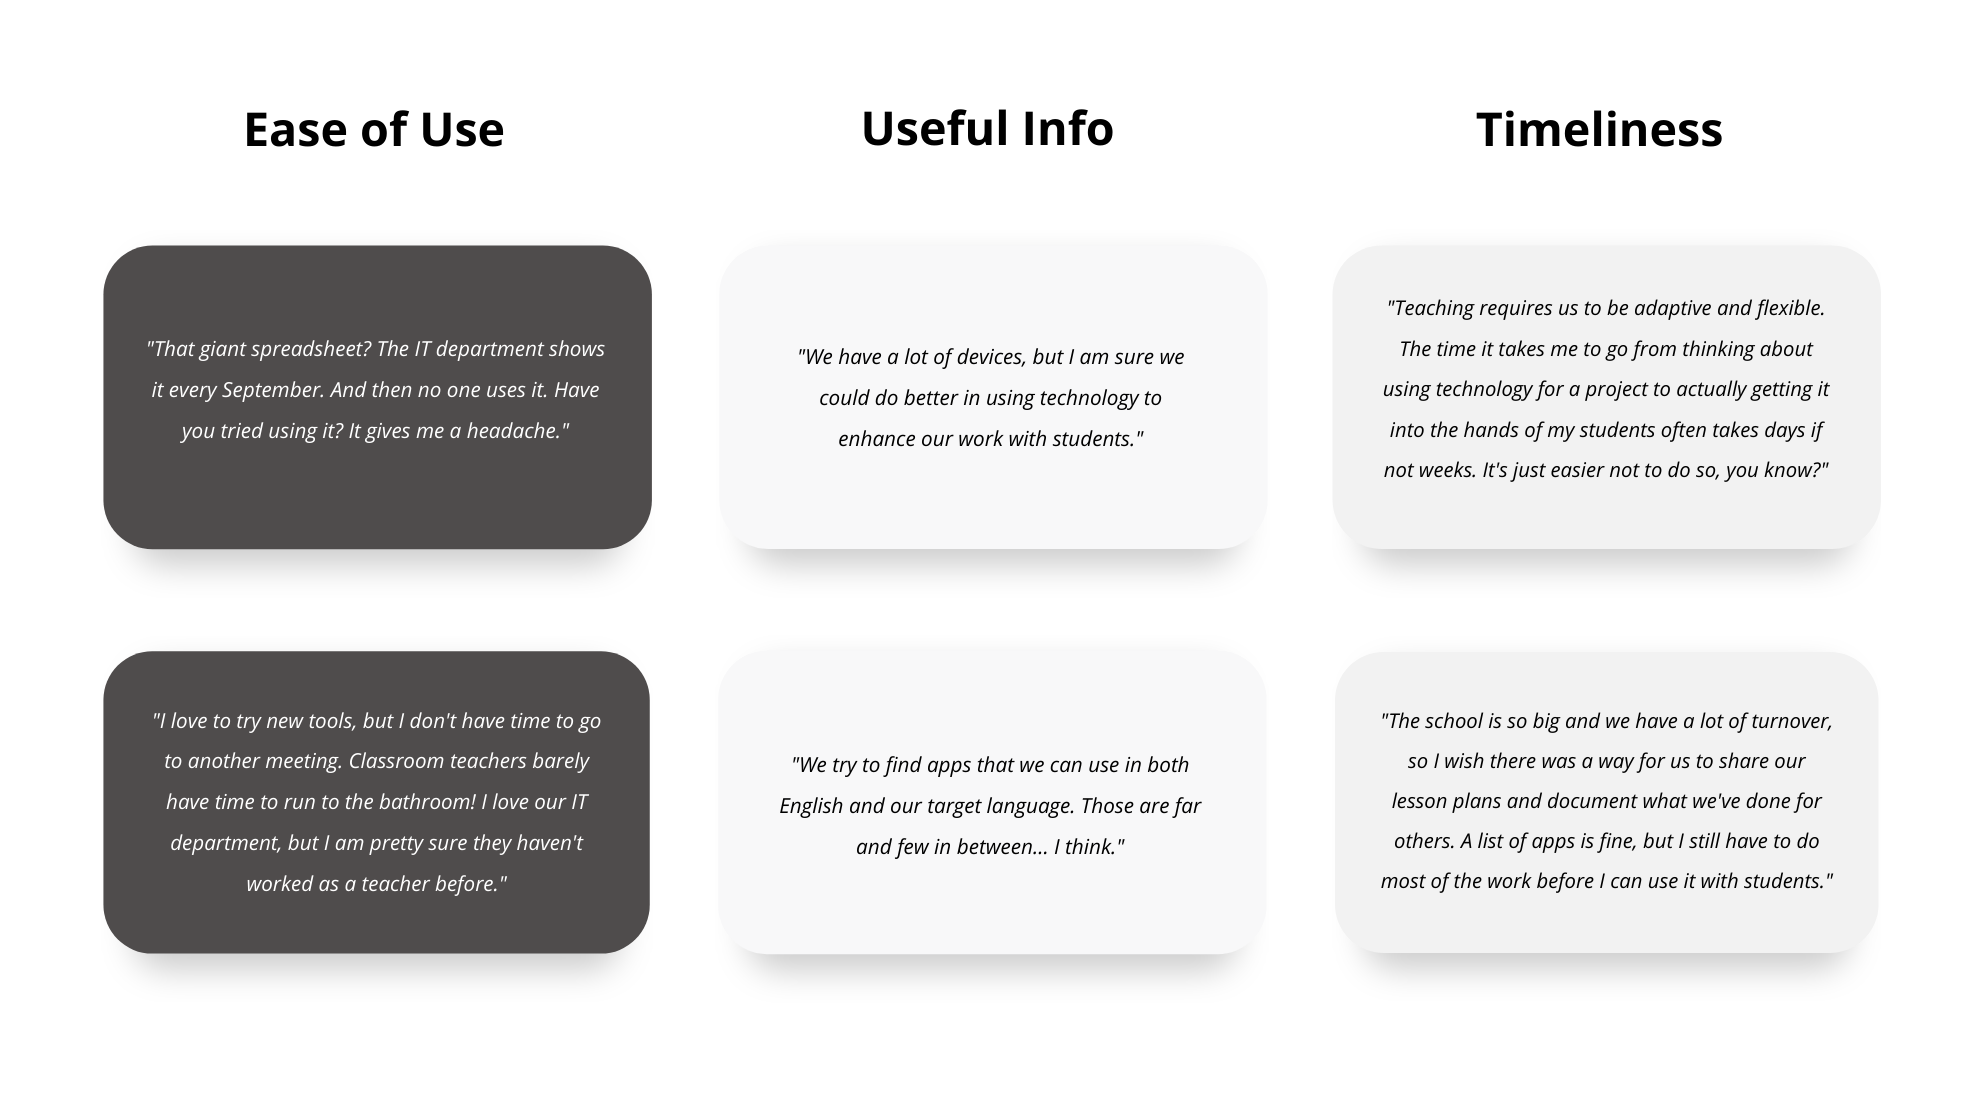 Ease of Use
"That giant spreadsheet? The IT department shows
it every September. And then no one uses it. Have
you tried using it? It gives me a headache."
"I love to try new tools, but I don't have time to go
to another meeting. Classroom teachers barely
have time to run to the bathroom! I love our IT
department, but I am pretty sure they haven't
worked as a teacher before."
Useful Info
"We have a lot of devices, but I am sure we
could do better in using technology to
enhance our work with students."
"We try to find apps that we can use in both
English and our target language. Those are far
and few in between... I think."
Timeliness
"Teaching requires us to be adaptive and flexible.
The time it takes me to go from thinking about
using technology for a project to actually getting it
into the hands of my students often takes days if
not weeks. It's just easier not to do so, you know?"
"The school is so big and we have a lot of turnover,
so I wish there was a way for us to share our
lesson plans and document what we've done for
others. A list of apps is fine, but I still have to do
most of the work before I can use it with students."